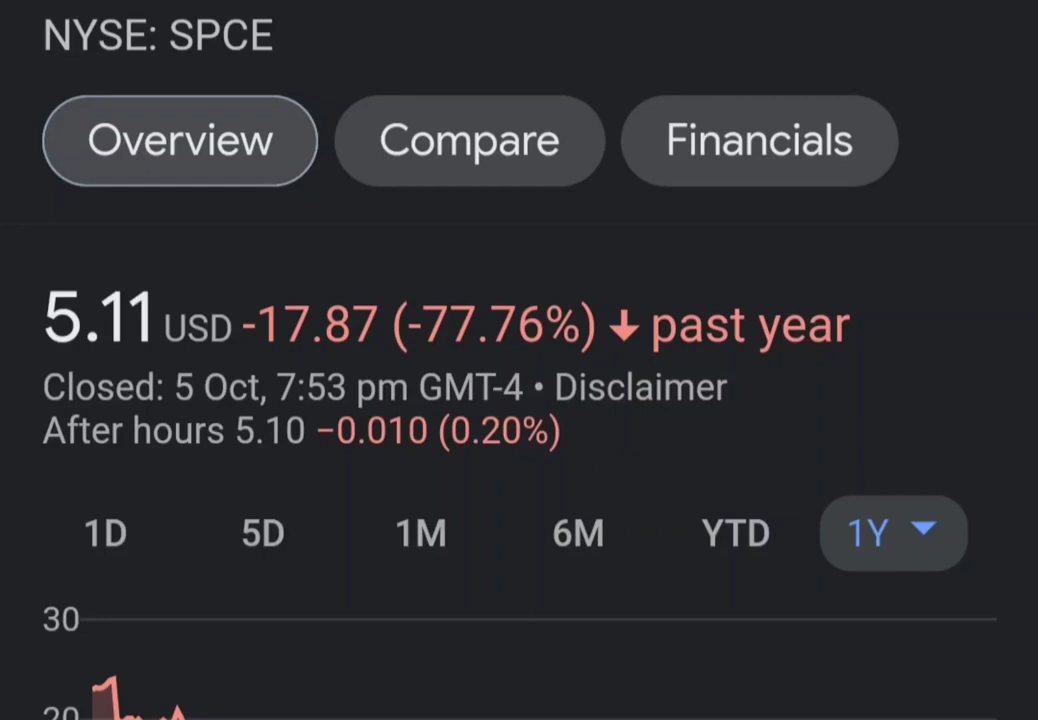 NYSE: SPCE
Overview Compare Financials
5.11 USD -17.87 (-77.76%) ↓ past year
Closed: 5 Oct, 7:53 pm GMT-4 • Disclaimer
After hours 5.10 −0.010 (0.20%)
1D 5D 1M 6M YTD 1Y
30
20